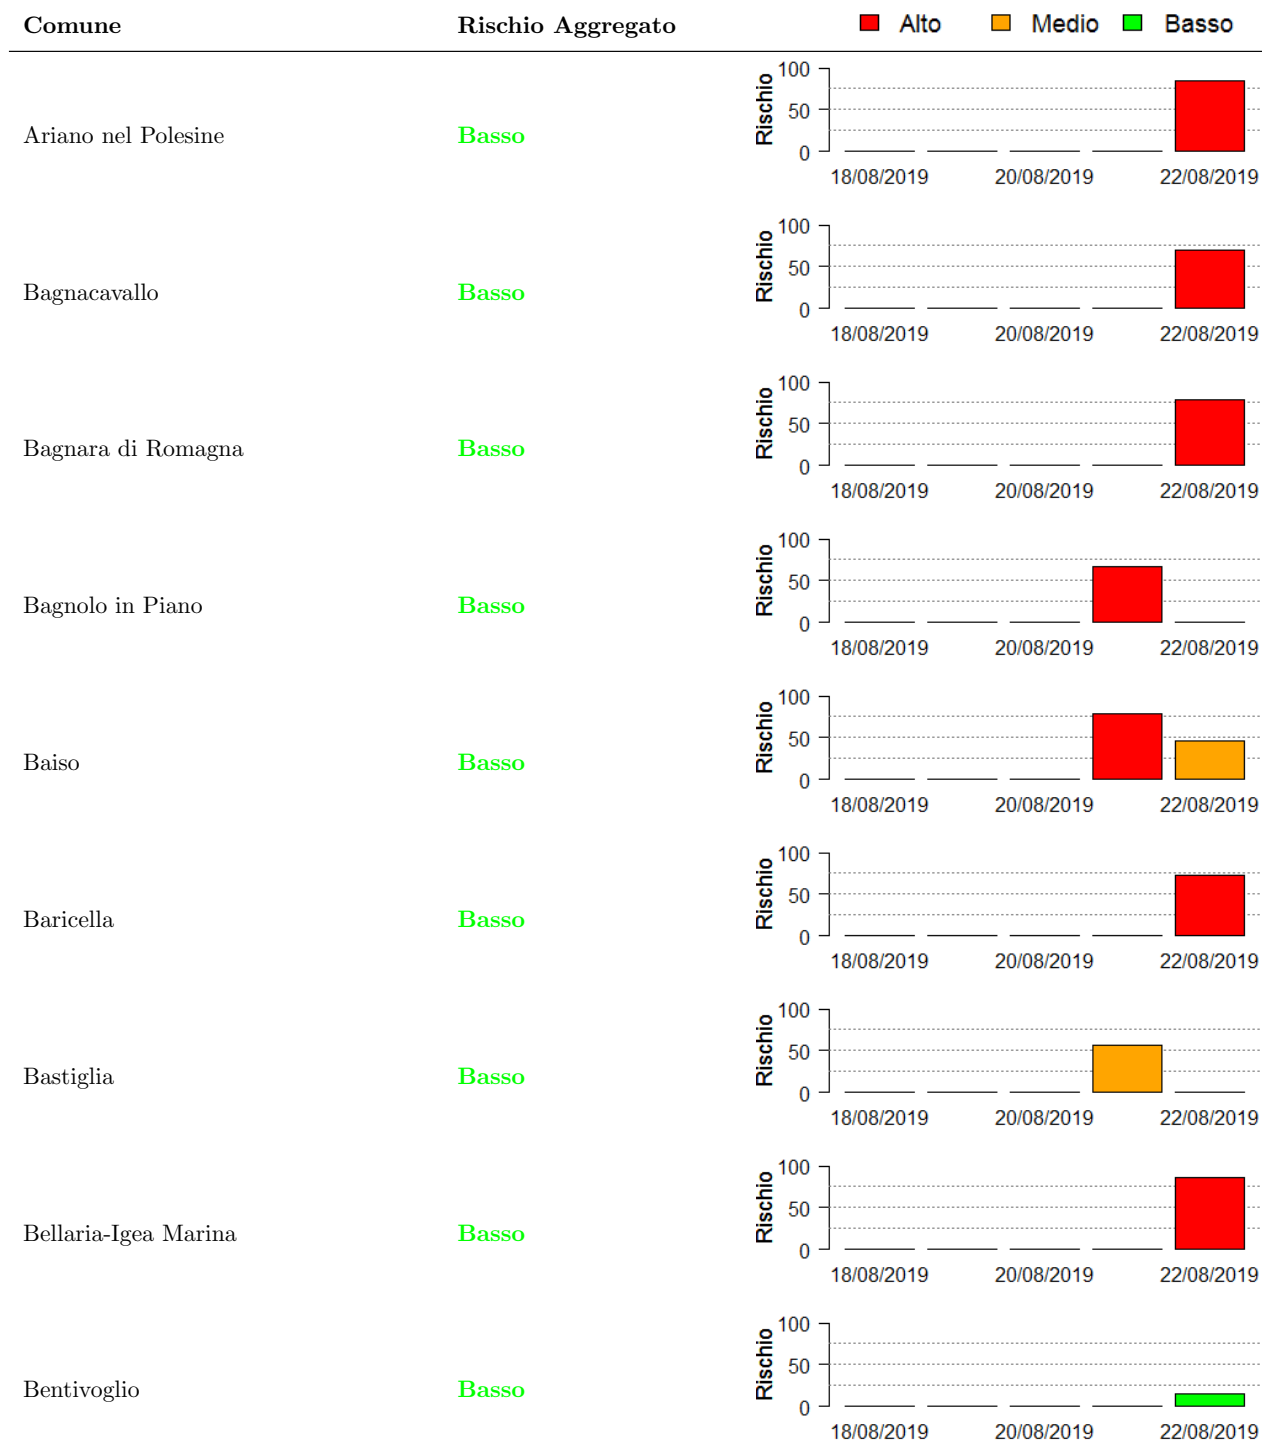 Comune Rischio Aggregato Alto Medio Basso
Ariano nel Polesine Basso Rischio 100 50 0
18/08/2019 20/08/2019 22/08/2019
Bagnacavallo Basso Rischio 100 50 0
18/08/2019 20/08/2019 22/08/2019
Bagnara di Romagna Basso Rischio 100 50 0
18/08/2019 20/08/2019 22/08/2019
Bagnolo in Piano Basso Rischio 100 50 0
18/08/2019 20/08/2019 22/08/2019
Baiso Basso Rischio 100 50 0
18/08/2019 20/08/2019 22/08/2019
Baricella Basso Rischio 100 50 0
18/08/2019 20/08/2019 22/08/2019
Bastiglia Basso Rischio 100 50 0
18/08/2019 20/08/2019 22/08/2019
Bellaria-Igea Marina Basso Rischio 100 50 0
18/08/2019 20/08/2019 22/08/2019
Bentivoglio Basso Rischio 100 50 0
18/08/2019 20/08/2019 22/08/2019